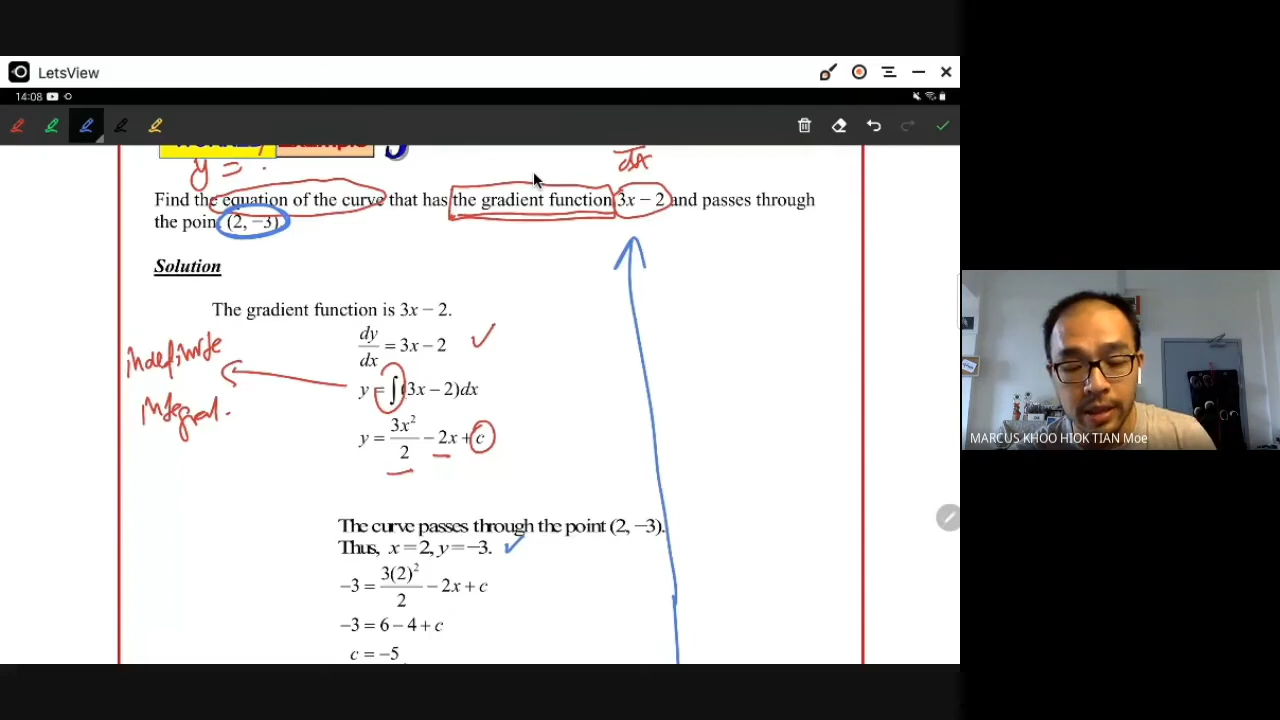 LetsView
14:08
y =
dx
Find the equation of the curve that has the gradient function 3x − 2 and passes through
the poin (2, −3)
Solution
The gradient function is 3x − 2.
dy/dx = 3x − 2
indefinite
integral.
y = ∫(3x − 2)dx
y = 3x²/2 − 2x + c
The curve passes through the point (2, −3).
Thus, x = 2, y = −3.
−3 = 3(2)²/2 − 2x + c
−3 = 6 − 4 + c
c = −5
MARCUS KHOO HIOK TIAN Moe